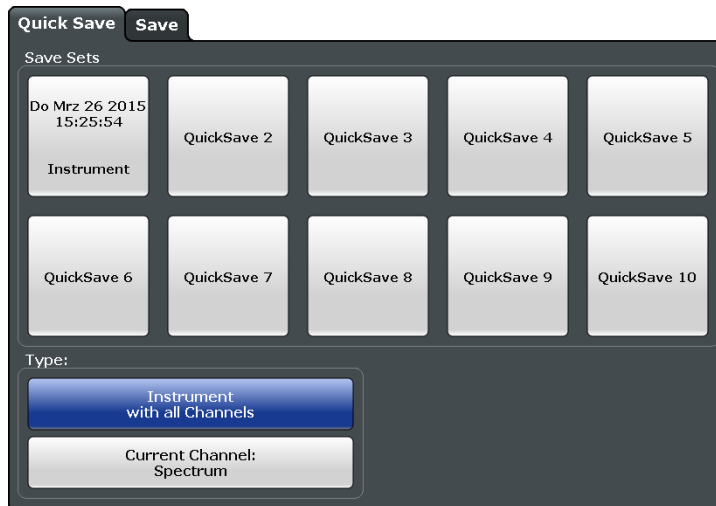 Quick Save Save
Save Sets
Do Mrz 26 2015
15:25:54
Instrument
QuickSave 2
QuickSave 3
QuickSave 4
QuickSave 5
QuickSave 6
QuickSave 7
QuickSave 8
QuickSave 9
QuickSave 10
Type:
Instrument
with all Channels
Current Channel:
Spectrum